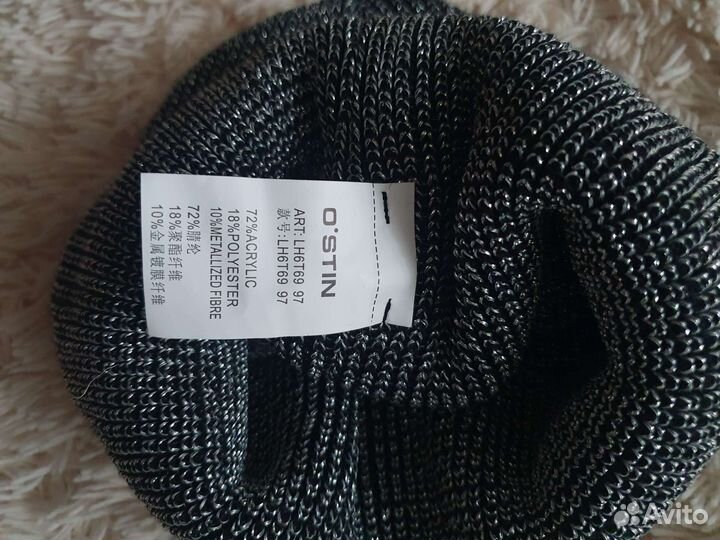 O'STIN
ART: LH6T69 97
款号: LH6T69 97
72%ACRYLIC
18%POLYESTER
10%METALLIZED FIBRE
72%腈纶
18%聚酯纤维
10%金属镀膜纤维
Avito